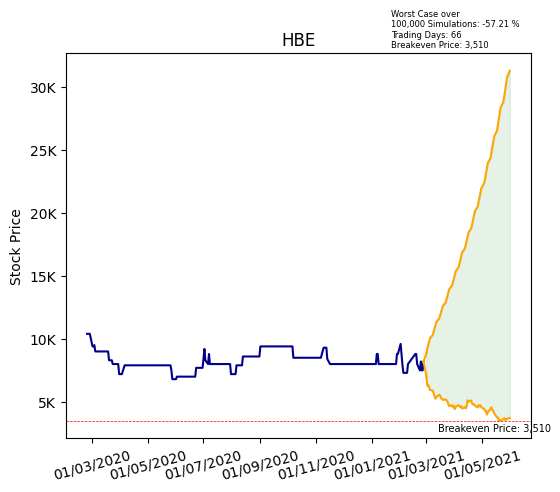 Worst Case over
100,000 Simulations: -57.21 %
Trading Days: 66
Breakeven Price: 3,510
HBE
Stock Price
30K
25K
20K
15K
10K
5K
Breakeven Price: 3,510
01/03/2020
01/05/2020
01/07/2020
01/09/2020
01/11/2020
01/01/2021
01/03/2021
01/05/2021